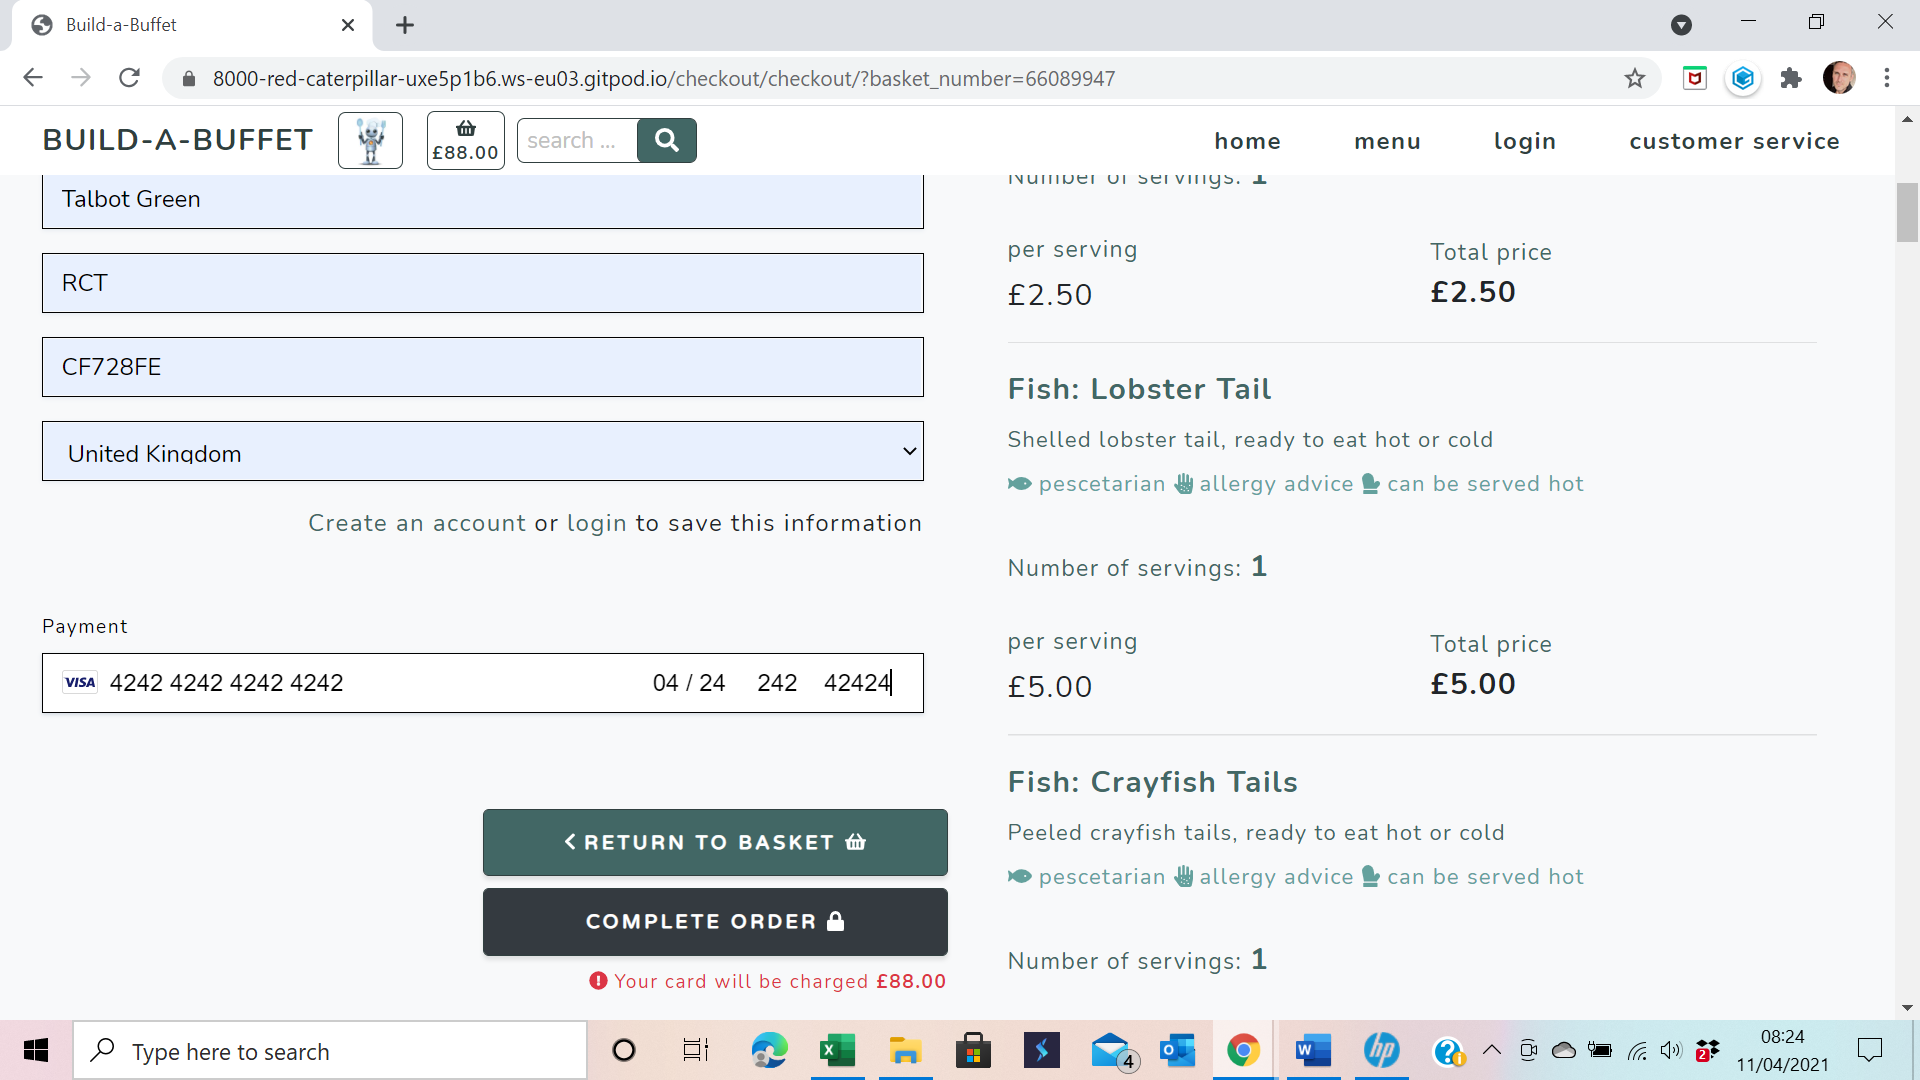 Build-a-Buffet
8000-red-caterpillar-uxe5p1b6.ws-eu03.gitpod.io/checkout/checkout/?basket_number=66089947
BUILD-A-BUFFET
£88.00
search ...
home
menu
login
customer service
Talbot Green
RCT
CF728FE
United Kingdom
Create an account or login to save this information
Payment
VISA 4242 4242 4242 4242 04 / 24 242 42424
RETURN TO BASKET
COMPLETE ORDER
Your card will be charged £88.00
Number of servings: 1
per serving
Total price
£2.50
£2.50
Fish: Lobster Tail
Shelled lobster tail, ready to eat hot or cold
pescetarian allergy advice can be served hot
Number of servings: 1
per serving
Total price
£5.00
£5.00
Fish: Crayfish Tails
Peeled crayfish tails, ready to eat hot or cold
pescetarian allergy advice can be served hot
Number of servings: 1
Type here to search
4
2
08:24
11/04/2021